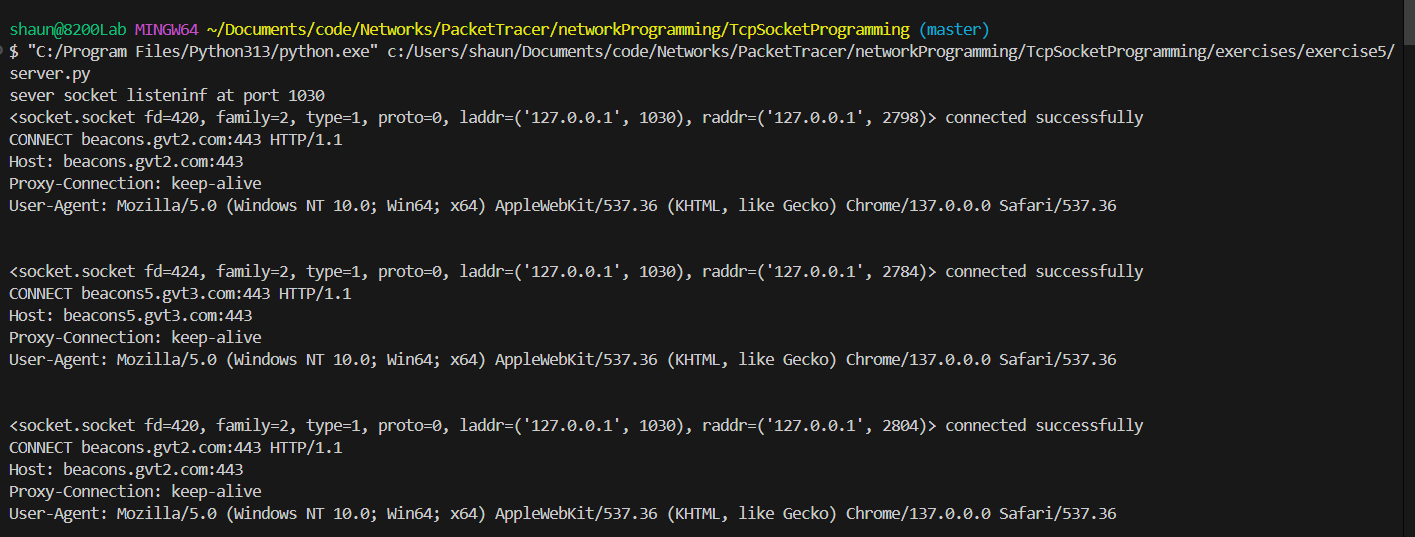 shaun@8200Lab MINGW64 ~/Documents/code/Networks/PacketTracer/networkProgramming/TcpSocketProgramming (master)
$ "C:/Program Files/Python313/python.exe" c:/Users/shaun/Documents/code/Networks/PacketTracer/networkProgramming/TcpSocketProgramming/exercises/exercise5/
server.py
sever socket listeninf at port 1030
<socket.socket fd=420, family=2, type=1, proto=0, laddr=('127.0.0.1', 1030), raddr=('127.0.0.1', 2798)> connected successfully
CONNECT beacons.gvt2.com:443 HTTP/1.1
Host: beacons.gvt2.com:443
Proxy-Connection: keep-alive
User-Agent: Mozilla/5.0 (Windows NT 10.0; Win64; x64) AppleWebKit/537.36 (KHTML, like Gecko) Chrome/137.0.0.0 Safari/537.36
<socket.socket fd=424, family=2, type=1, proto=0, laddr=('127.0.0.1', 1030), raddr=('127.0.0.1', 2784)> connected successfully
CONNECT beacons5.gvt3.com:443 HTTP/1.1
Host: beacons5.gvt3.com:443
Proxy-Connection: keep-alive
User-Agent: Mozilla/5.0 (Windows NT 10.0; Win64; x64) AppleWebKit/537.36 (KHTML, like Gecko) Chrome/137.0.0.0 Safari/537.36
<socket.socket fd=420, family=2, type=1, proto=0, laddr=('127.0.0.1', 1030), raddr=('127.0.0.1', 2804)> connected successfully
CONNECT beacons.gvt2.com:443 HTTP/1.1
Host: beacons.gvt2.com:443
Proxy-Connection: keep-alive
User-Agent: Mozilla/5.0 (Windows NT 10.0; Win64; x64) AppleWebKit/537.36 (KHTML, like Gecko) Chrome/137.0.0.0 Safari/537.36